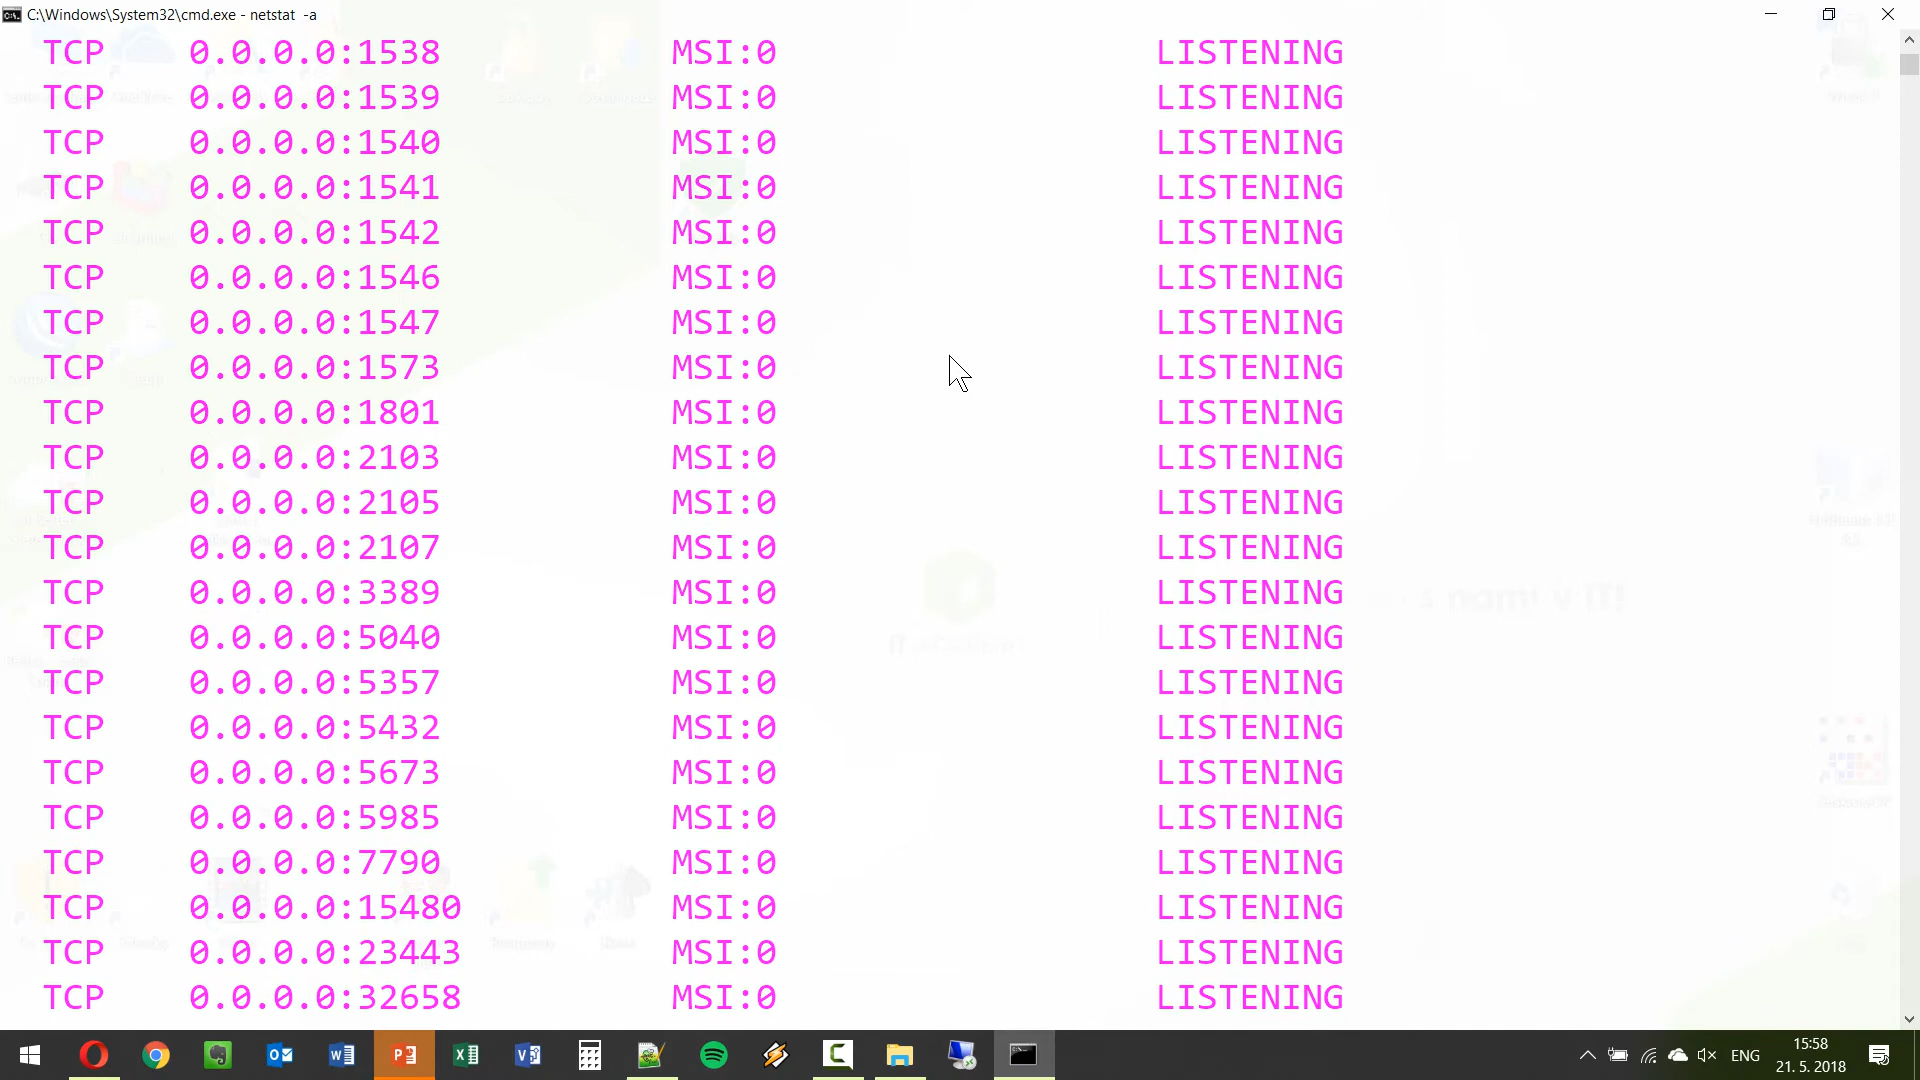 C:\Windows\System32\cmd.exe - netstat -a
TCP 0.0.0.0:1538 MSI:0 LISTENING
TCP 0.0.0.0:1539 MSI:0 LISTENING
TCP 0.0.0.0:1540 MSI:0 LISTENING
TCP 0.0.0.0:1541 MSI:0 LISTENING
TCP 0.0.0.0:1542 MSI:0 LISTENING
TCP 0.0.0.0:1546 MSI:0 LISTENING
TCP 0.0.0.0:1547 MSI:0 LISTENING
TCP 0.0.0.0:1573 MSI:0 LISTENING
TCP 0.0.0.0:1801 MSI:0 LISTENING
TCP 0.0.0.0:2103 MSI:0 LISTENING
TCP 0.0.0.0:2105 MSI:0 LISTENING
TCP 0.0.0.0:2107 MSI:0 LISTENING
TCP 0.0.0.0:3389 MSI:0 LISTENING
s nami v IT!
TCP 0.0.0.0:5040 MSI:0 LISTENING
TCP 0.0.0.0:5357 MSI:0 LISTENING
TCP 0.0.0.0:5432 MSI:0 LISTENING
TCP 0.0.0.0:5673 MSI:0 LISTENING
TCP 0.0.0.0:5985 MSI:0 LISTENING
TCP 0.0.0.0:7790 MSI:0 LISTENING
TCP 0.0.0.0:15480 MSI:0 LISTENING
TCP 0.0.0.0:23443 MSI:0 LISTENING
TCP 0.0.0.0:32658 MSI:0 LISTENING
ENG
15:58
21. 5. 2018